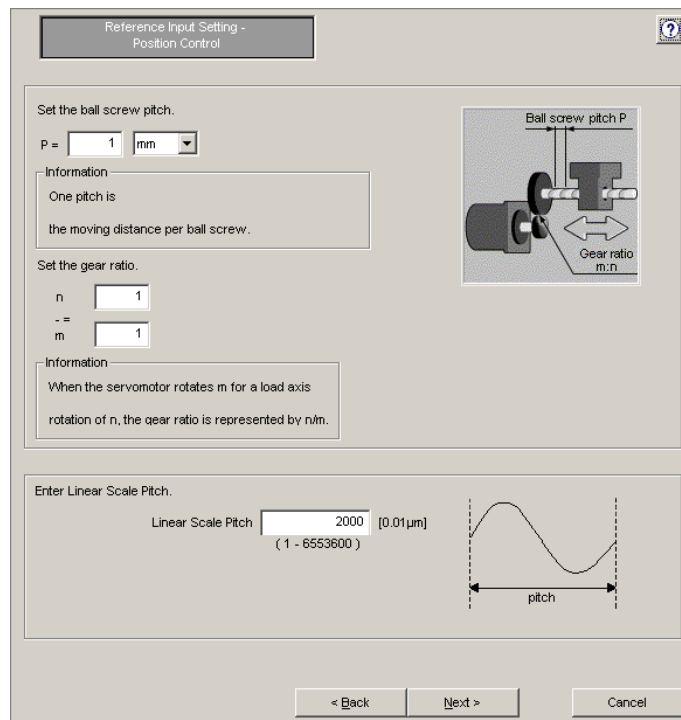 Reference Input Setting -
Position Control
Set the ball screw pitch.
P = 1 mm
Information
One pitch is
the moving distance per ball screw.
Ball screw pitch P
Gear ratio
m:n
Set the gear ratio.
n 1
- =
m 1
Information
When the servomotor rotates m for a load axis
rotation of n, the gear ratio is represented by n/m.
Enter Linear Scale Pitch.
Linear Scale Pitch 2000 [0.01μm]
( 1 - 6553600 )
pitch
< Back Next > Cancel